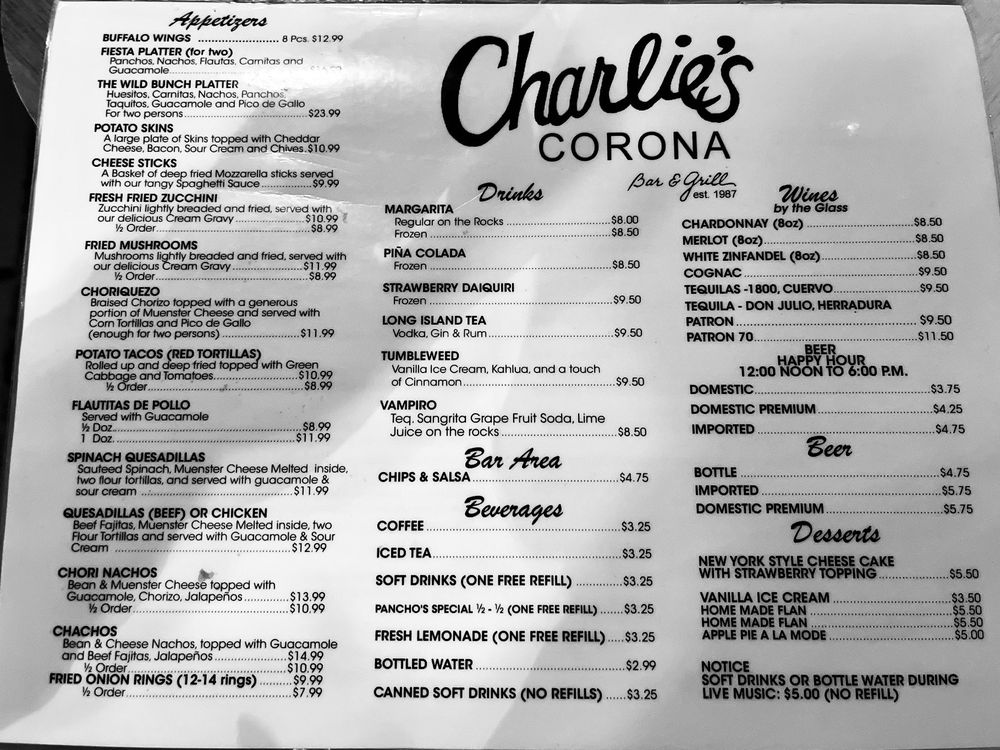 Appetizers
BUFFALO WINGS ........................ 8 Pcs. $12.99
FIESTA PLATTER (for two)
Panchos, Nachos, Flautas, Carnitas and
Guacamole..............................
THE WILD BUNCH PLATTER
Huesitos, Carnitas, Nachos, Panchos,
Taquitos, Guacamole and Pico de Gallo
For two persons..............................$23.99
POTATO SKINS
A large plate of Skins topped with Cheddar
Cheese, Bacon, Sour Cream and Chives.$10.99
CHEESE STICKS
A Basket of deep fried Mozzarella sticks served
with our tangy Spaghetti Sauce ..............$9.99
FRESH FRIED ZUCCHINI
Zucchini lightly breaded and fried, served with
our delicious Cream Gravy....................$10.99
½ Order..............................$8.99
FRIED MUSHROOMS
Mushrooms lightly breaded and fried, served with
our delicious Cream Gravy....................$11.99
½ Order..............................$8.99
CHORIQUEZO
Braised Chorizo topped with a generous
portion of Muenster Cheese and served with
Corn Tortillas and Pico de Gallo
(enough for two persons) ....................$11.99
POTATO TACOS (RED TORTILLAS)
Rolled up and deep fried topped with Green
Cabbage and Tomatoes....................$10.99
½ Order..............................$8.99
FLAUTITAS DE POLLO
Served with Guacamole
½ Doz..............................$8.99
1 Doz..............................$11.99
SPINACH QUESADILLAS
Sauteed Spinach, Muenster Cheese Melted inside,
two flour tortillas, and served with guacamole &
sour cream ..............................$11.99
QUESADILLAS (BEEF) OR CHICKEN
Beef Fajitas, Muenster Cheese Melted inside, two
Flour Tortillas and served with Guacamole & Sour
Cream ..............................$12.99
CHORI NACHOS
Bean & Muenster Cheese topped with
Guacamole, Chorizo, Jalapeños..........$13.99
½ Order..............................$10.99
CHACHOS
Bean & Cheese Nachos, topped with Guacamole
and Beef Fajitas, Jalapeños..............$14.99
½ Order..............................$10.99
FRIED ONION RINGS (12-14 rings) ........$9.99
½ Order..............................$7.99
Charlie's
CORONA
Bar & Grill
est. 1987
Drinks
MARGARITA
Regular on the Rocks ....................$8.00
Frozen..............................$8.50
PIÑA COLADA
Frozen ..............................$8.50
STRAWBERRY DAIQUIRI
Frozen ..............................$9.50
LONG ISLAND TEA
Vodka, Gin & Rum..............................$9.50
TUMBLEWEED
Vanilla Ice Cream, Kahlua, and a touch
of Cinnamon..............................$9.50
VAMPIRO
Teq, Sangrita Grape Fruit Soda, Lime
Juice on the rocks....................$8.50
Bar Area
CHIPS & SALSA..............................$4.75
Beverages
COFFEE..............................$3.25
ICED TEA..............................$3.25
SOFT DRINKS (ONE FREE REFILL) ..........$3.25
PANCHO'S SPECIAL ½ - ½ (ONE FREE REFILL) ......$3.25
FRESH LEMONADE (ONE FREE REFILL) .....$3.25
BOTTLED WATER..............................$2.99
CANNED SOFT DRINKS (NO REFILLS) ......$3.25
Wines
by the Glass
CHARDONNAY (8oz) ....................$8.50
MERLOT (8oz)..............................$8.50
WHITE ZINFANDEL (8oz)....................$8.50
COGNAC..............................$9.50
TEQUILAS -1800, CUERVO....................$9.50
TEQUILA - DON JULIO, HERRADURA
PATRON..............................$9.50
PATRON 70..............................$11.50
BEER
HAPPY HOUR
12:00 NOON TO 6:00 P.M.
DOMESTIC..............................$3.75
DOMESTIC PREMIUM....................$4.25
IMPORTED ..............................$4.75
Beer
BOTTLE ..............................$4.75
IMPORTED ..............................$5.75
DOMESTIC PREMIUM....................$5.75
Desserts
NEW YORK STYLE CHEESE CAKE
WITH STRAWBERRY TOPPING ..............$5.50
VANILLA ICE CREAM ....................$3.50
HOME MADE FLAN ....................$5.50
HOME MADE FLAN ....................$5.50
APPLE PIE A LA MODE ....................$5.00
NOTICE
SOFT DRINKS OR BOTTLE WATER DURING
LIVE MUSIC: $5.00 (NO REFILL)